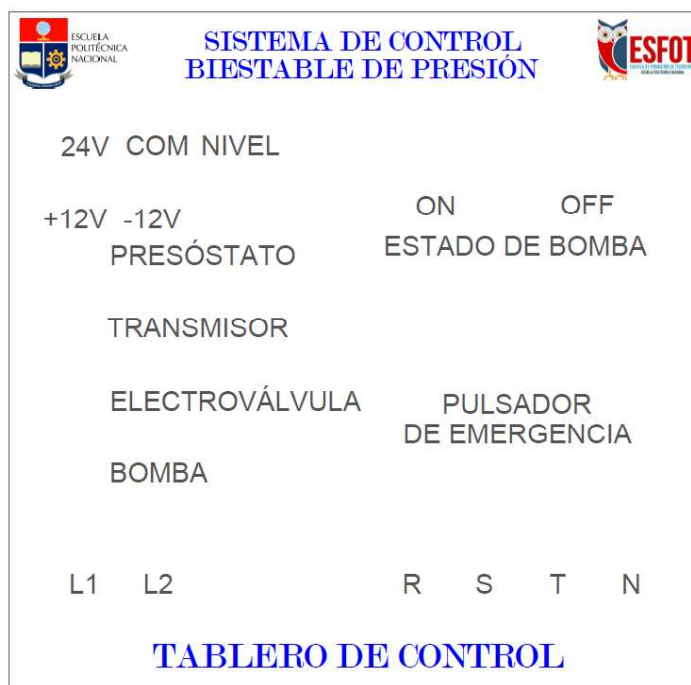 ESCUELA
POLITÉCNICA
NACIONAL
SISTEMA DE CONTROL
BIESTABLE DE PRESIÓN
ESFOT
24V COM NIVEL
+12V -12V
ON OFF
PRESÓSTATO
ESTADO DE BOMBA
TRANSMISOR
ELECTROVÁLVULA
PULSADOR
DE EMERGENCIA
BOMBA
L1 L2 R S T N
TABLERO DE CONTROL